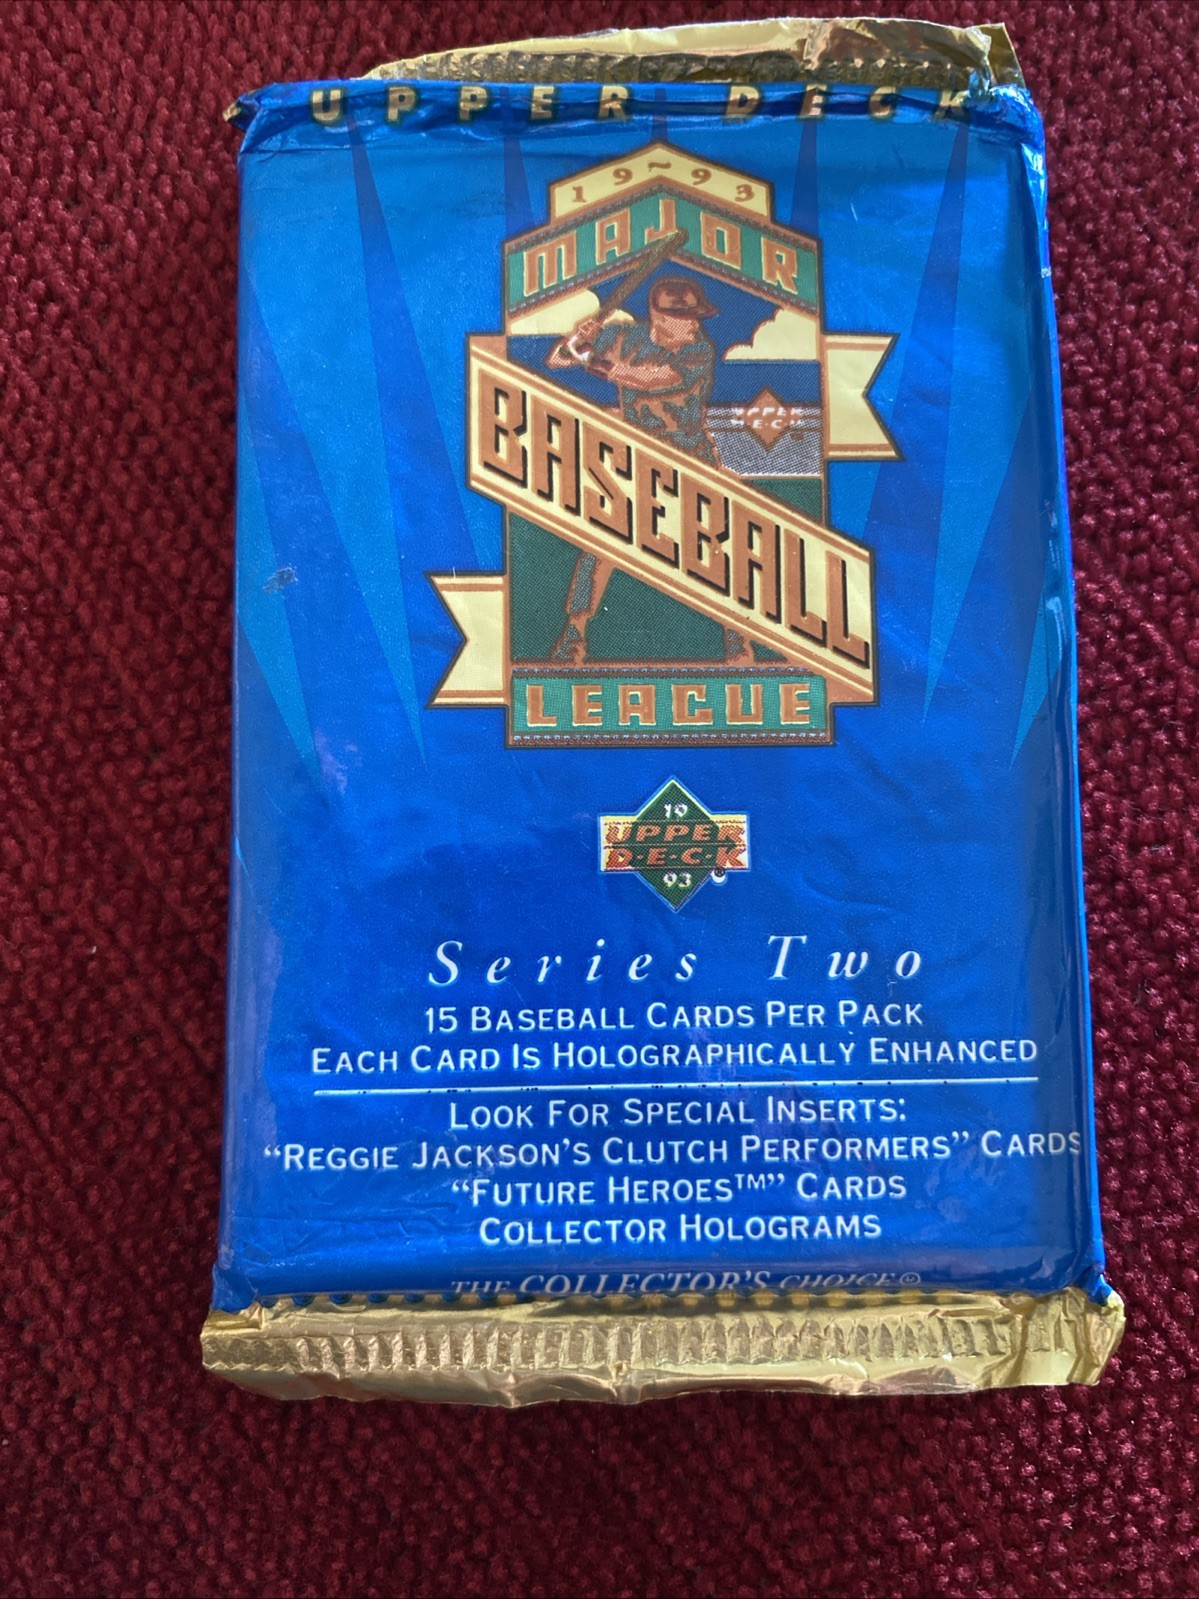 UPPER DECK
19~93
MAJOR
UPPER
D·E·C·K
BASEBALL
LEAGUE
19
UPPER
D·E·C·K
93
Series Two
15 BASEBALL CARDS PER PACK
EACH CARD IS HOLOGRAPHICALLY ENHANCED
LOOK FOR SPECIAL INSERTS:
“REGGIE JACKSON'S CLUTCH PERFORMERS” CARDS
“FUTURE HEROES™” CARDS
COLLECTOR HOLOGRAMS
THE COLLECTOR'S CHOICE®